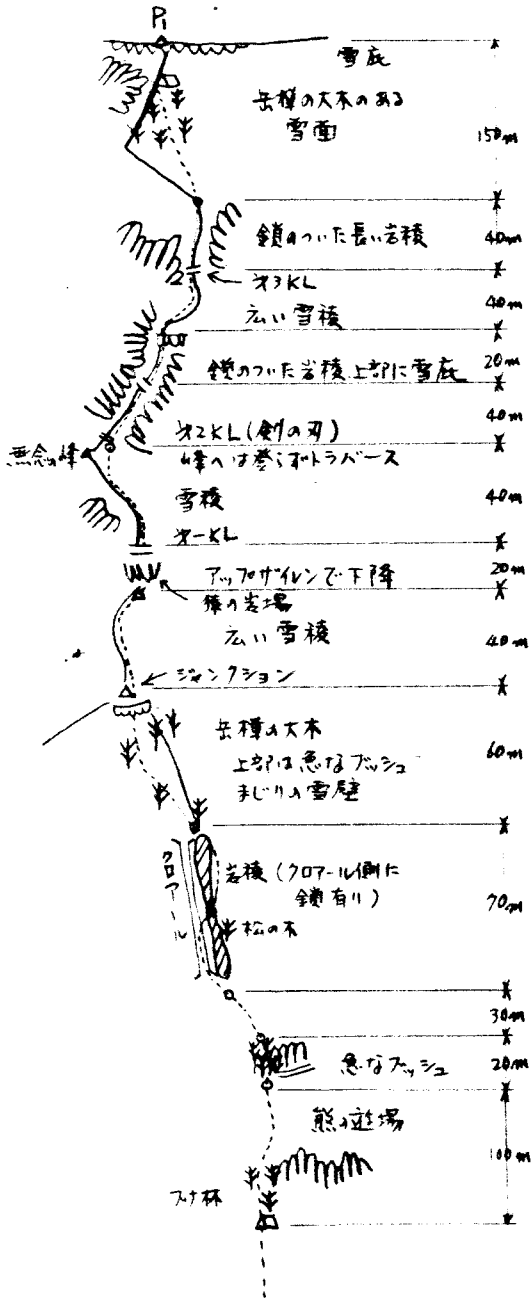 P1
雪庇
岳樺の大木のある
雪面
150m
鎖のついた長い岩稜
40m
才3KL
広い雪稜
40m
鎖のついた岩稜上部に雪庇
20m
才2KL(剣の刃)
40m
無念の峰
峰へは登らずトラバース
雪稜
40m
才一KL
アップザイレンで下降
20m
猿の岩場
広い雪稜
40m
ジャンクション
岳樺の大木
上部は急なブッシュ
まじりの雪壁
60m
クロアール
岩稜(クロアール側に
鎖有り)
70m
松の木
30m
急なブッシュ
20m
熊の遊場
100m
ブナ林